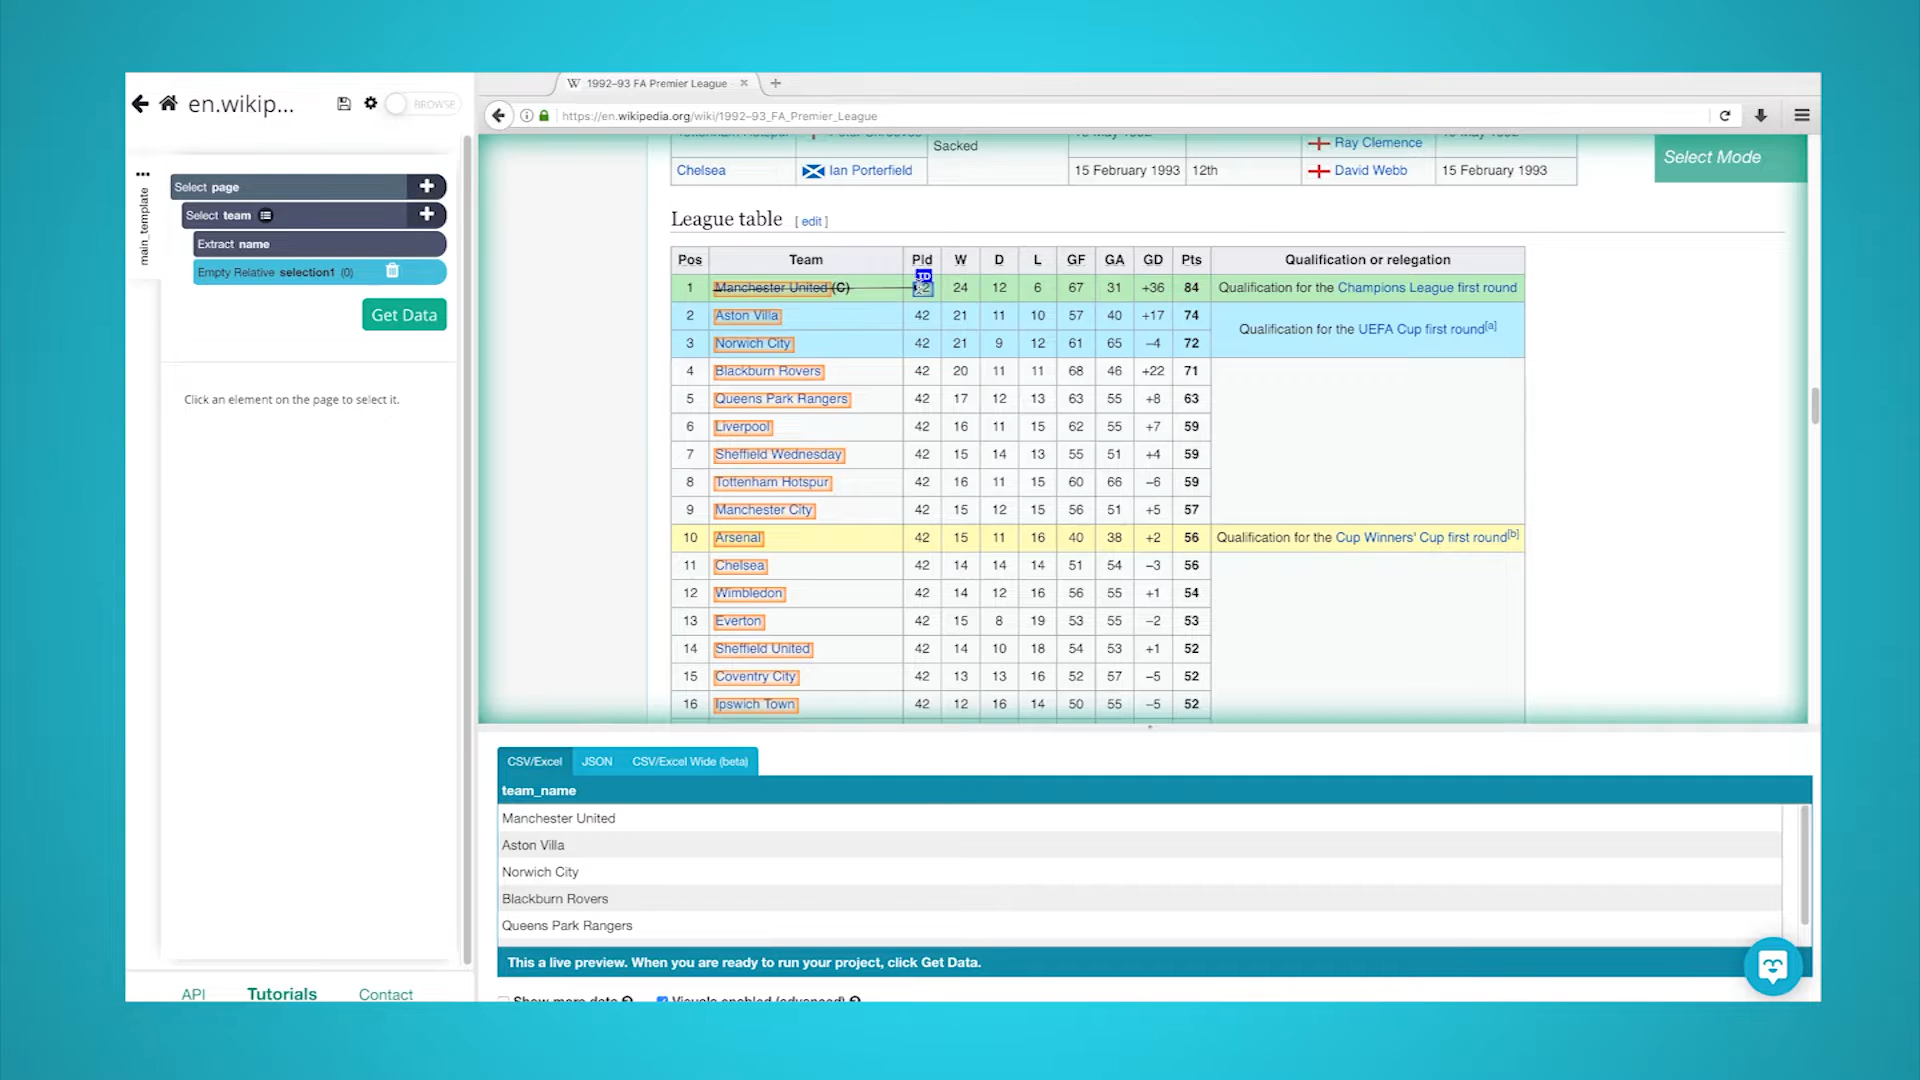 1992–93 FA Premier League
en.wikip...
BROWSE
https://en.wikipedia.org/wiki/1992–93_FA_Premier_League
main_template
Select page
Select team
Extract name
Empty Relative selection1 (0)
Get Data
Click an element on the page to select it.
API Tutorials Contact
Select Mode
Sacked
Ray Clemence
Chelsea Ian Porterfield 15 February 1993 12th David Webb 15 February 1993
League table [ edit ]
Pos Team Pld W D L GF GA GD Pts Qualification or relegation
TD
1 Manchester United (C) 24 12 6 67 31 +36 84 Qualification for the Champions League first round
2 Aston Villa 42 21 11 10 57 40 +17 74
Qualification for the UEFA Cup first round[a]
3 Norwich City 42 21 9 12 61 65 –4 72
4 Blackburn Rovers 42 20 11 11 68 46 +22 71
5 Queens Park Rangers 42 17 12 13 63 55 +8 63
6 Liverpool 42 16 11 15 62 55 +7 59
7 Sheffield Wednesday 42 15 14 13 55 51 +4 59
8 Tottenham Hotspur 42 16 11 15 60 66 –6 59
9 Manchester City 42 15 12 15 56 51 +5 57
10 Arsenal 42 15 11 16 40 38 +2 56 Qualification for the Cup Winners' Cup first round[b]
11 Chelsea 42 14 14 14 51 54 –3 56
12 Wimbledon 42 14 12 16 56 55 +1 54
13 Everton 42 15 8 19 53 55 –2 53
14 Sheffield United 42 14 10 18 54 53 +1 52
15 Coventry City 42 13 13 16 52 57 –5 52
16 Ipswich Town 42 12 16 14 50 55 –5 52
CSV/Excel JSON CSV/Excel Wide (beta)
team_name
Manchester United
Aston Villa
Norwich City
Blackburn Rovers
Queens Park Rangers
This a live preview. When you are ready to run your project, click Get Data.
Show more data Visuals enabled (advanced)